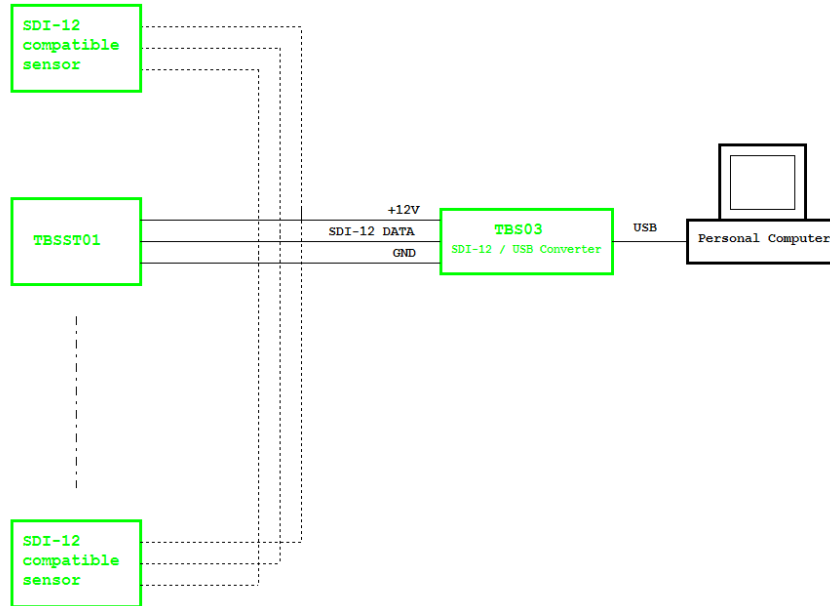 SDI-12
compatible
sensor
+12V
SDI-12 DATA
GND
TBSST01
TBS03
SDI-12 / USB Converter
USB
Personal Computer
SDI-12
compatible
sensor